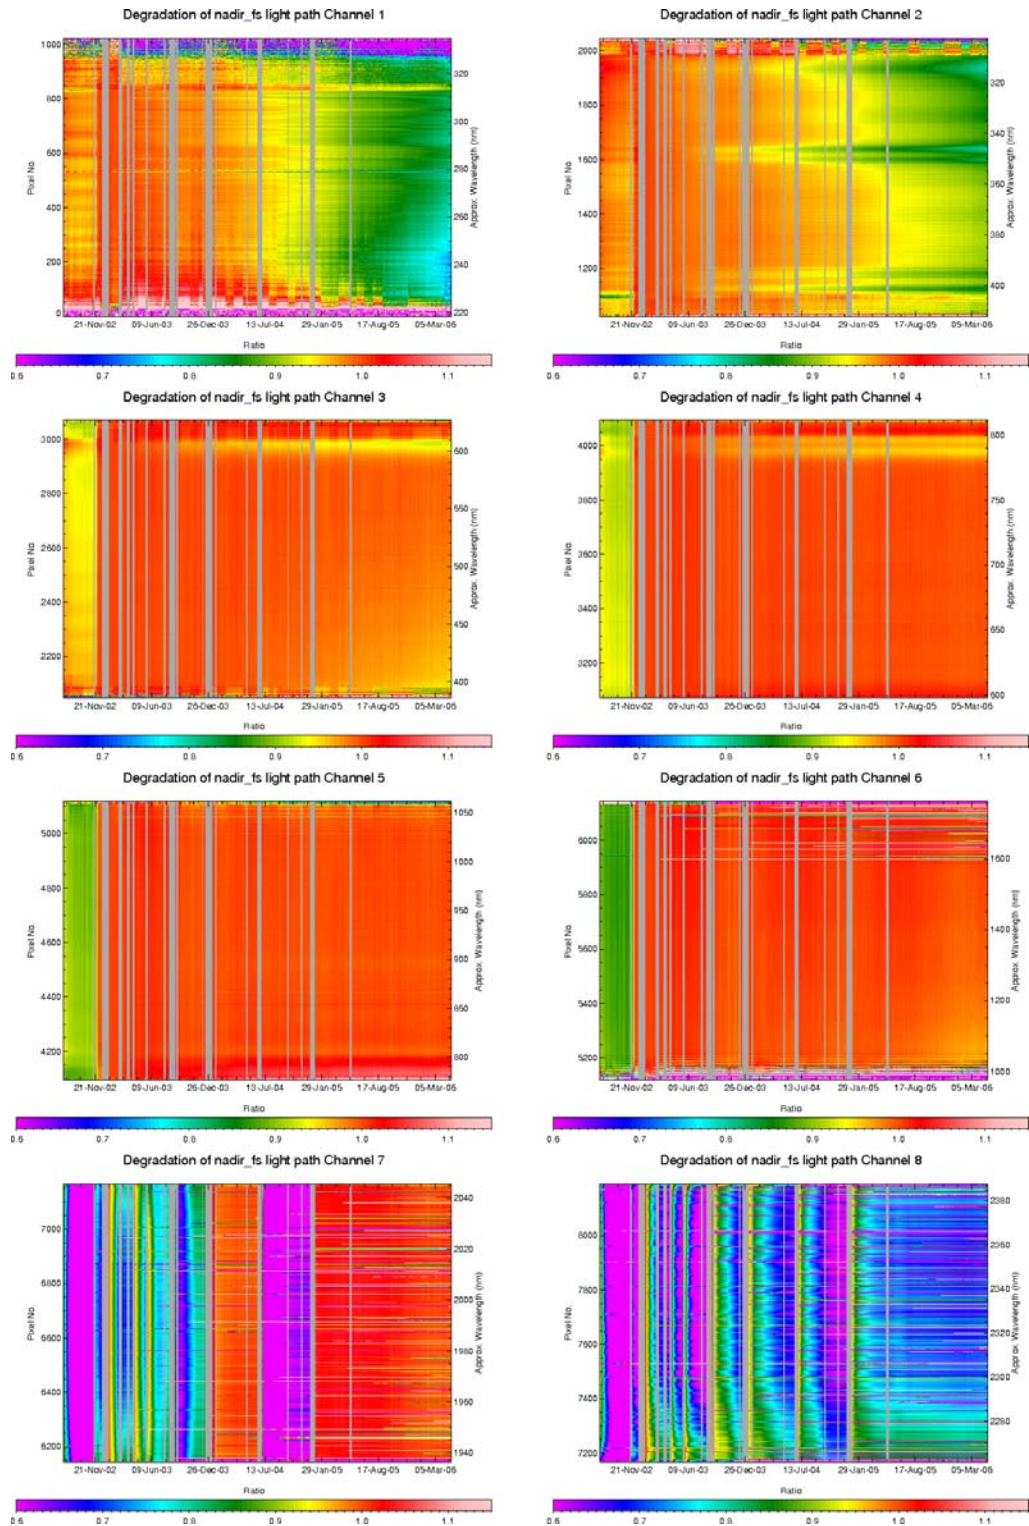 Degradation of nadir_fs light path Channel 1
Pixel No.
1000
800
600
400
200
0
320
300
280
260
240
220
Approx. Wavelength (nm)
21-Nov-02 09-Jun-03 26-Dec-03 13-Jul-04 29-Jan-05 17-Aug-05 05-Mar-06
Ratio
0.6 0.7 0.8 0.9 1.0 1.1
Degradation of nadir_fs light path Channel 2
2000
1800
1600
1400
1200
Pixel No.
320
340
360
380
400
Approx. Wavelength (nm)
21-Nov-02 09-Jun-03 26-Dec-03 13-Jul-04 29-Jan-05 17-Aug-05 05-Mar-06
Ratio
0.6 0.7 0.8 0.9 1.0 1.1
Degradation of nadir_fs light path Channel 3
Pixel No.
3000
2800
2600
2400
2200
600
550
500
450
400
Approx. Wavelength (nm)
21-Nov-02 09-Jun-03 26-Dec-03 13-Jul-04 29-Jan-05 17-Aug-05 05-Mar-06
Ratio
0.6 0.7 0.8 0.9 1.0 1.1
Degradation of nadir_fs light path Channel 4
Pixel No.
4000
3800
3600
3400
3200
800
750
700
650
600
Approx. Wavelength (nm)
21-Nov-02 09-Jun-03 26-Dec-03 13-Jul-04 29-Jan-05 17-Aug-05 05-Mar-06
Ratio
0.6 0.7 0.8 0.9 1.0 1.1
Degradation of nadir_fs light path Channel 5
Pixel No.
5000
4800
4600
4400
4200
1050
1000
950
900
850
800
Approx. Wavelength (nm)
21-Nov-02 09-Jun-03 26-Dec-03 13-Jul-04 29-Jan-05 17-Aug-05 05-Mar-06
Ratio
0.6 0.7 0.8 0.9 1.0 1.1
Degradation of nadir_fs light path Channel 6
Pixel No.
6000
5800
5600
5400
5200
1600
1400
1200
1000
Approx. Wavelength (nm)
21-Nov-02 09-Jun-03 26-Dec-03 13-Jul-04 29-Jan-05 17-Aug-05 05-Mar-06
Ratio
0.6 0.7 0.8 0.9 1.0 1.1
Degradation of nadir_fs light path Channel 7
Pixel No.
7000
6800
6600
6400
6200
2040
2020
2000
1980
1960
1940
Approx. Wavelength (nm)
21-Nov-02 09-Jun-03 26-Dec-03 13-Jul-04 29-Jan-05 17-Aug-05 05-Mar-06
Ratio
0.6 0.7 0.8 0.9 1.0 1.1
Degradation of nadir_fs light path Channel 8
Pixel No.
8000
7800
7600
7400
7200
2380
2360
2340
2320
2300
2280
Approx. Wavelength (nm)
21-Nov-02 09-Jun-03 26-Dec-03 13-Jul-04 29-Jan-05 17-Aug-05 05-Mar-06
Ratio
0.6 0.7 0.8 0.9 1.0 1.1